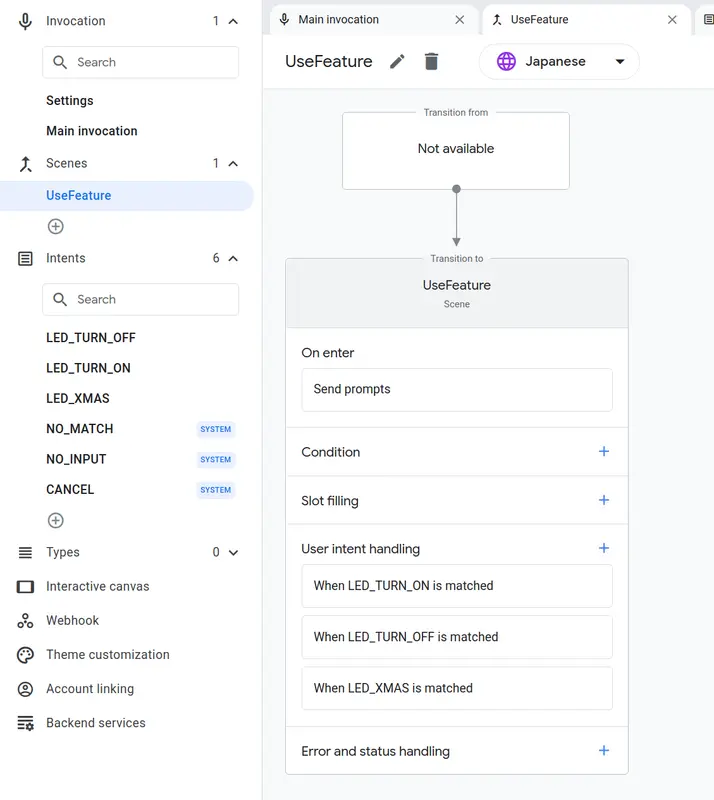 Invocation 1
Search
Settings
Main invocation
Scenes 1
UseFeature
Intents 6
Search
LED_TURN_OFF
LED_TURN_ON
LED_XMAS
NO_MATCH SYSTEM
NO_INPUT SYSTEM
CANCEL SYSTEM
Types 0
Interactive canvas
Webhook
Theme customization
Account linking
Backend services
Main invocation
UseFeature
UseFeature
Japanese
Transition from
Not available
Transition to
UseFeature
Scene
On enter
Send prompts
Condition
Slot filling
User intent handling
When LED_TURN_ON is matched
When LED_TURN_OFF is matched
When LED_XMAS is matched
Error and status handling